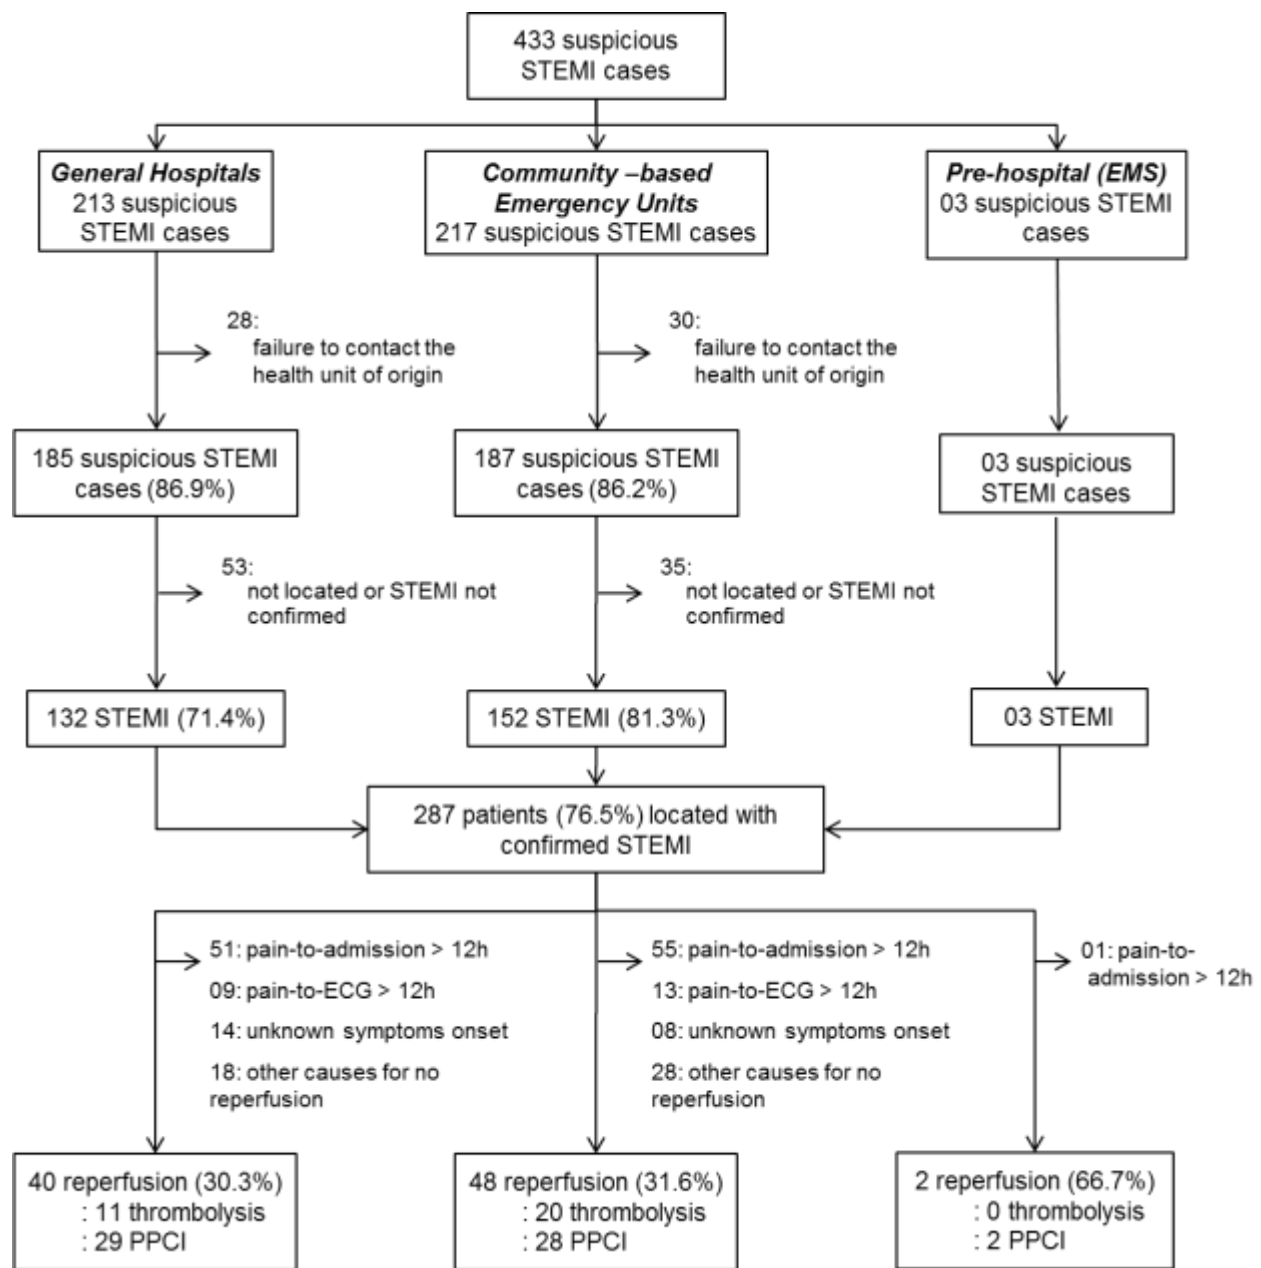 433 suspicious
STEMI cases
General Hospitals
213 suspicious
STEMI cases
Community –based
Emergency Units
217 suspicious STEMI cases
Pre-hospital (EMS)
03 suspicious STEMI
cases
28:
failure to contact the
health unit of origin
30:
failure to contact the
health unit of origin
185 suspicious STEMI
cases (86.9%)
187 suspicious STEMI
cases (86.2%)
03 suspicious
STEMI cases
53:
not located or STEMI not
confirmed
35:
not located or STEMI not
confirmed
132 STEMI (71.4%)
152 STEMI (81.3%)
03 STEMI
287 patients (76.5%) located with
confirmed STEMI
51: pain-to-admission > 12h
09: pain-to-ECG > 12h
14: unknown symptoms onset
18: other causes for no
reperfusion
55: pain-to-admission > 12h
13: pain-to-ECG > 12h
08: unknown symptoms onset
28: other causes for no
reperfusion
01: pain-to-
admission > 12h
40 reperfusion (30.3%)
: 11 thrombolysis
: 29 PPCI
48 reperfusion (31.6%)
: 20 thrombolysis
: 28 PPCI
2 reperfusion (66.7%)
: 0 thrombolysis
: 2 PPCI